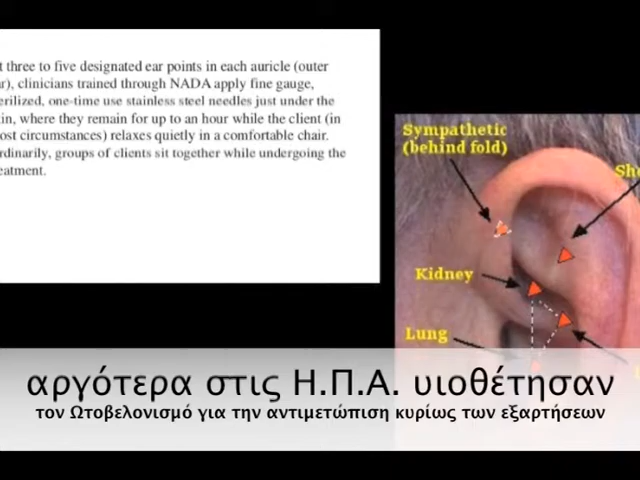 t three to five designated ear points in each auricle (outer
r), clinicians trained through NADA apply fine gauge,
erilized, one-time use stainless steel needles just under the
in, where they remain for up to an hour while the client (in
ost circumstances) relaxes quietly in a comfortable chair.
rdinarily, groups of clients sit together while undergoing the
eatment.
Sympathetic
(behind fold)
She
Kidney
Lung
αργότερα στις Η.Π.Α. υιοθέτησαν
τον Ωτοβελονισμό για την αντιμετώπιση κυρίως των εξαρτήσεων